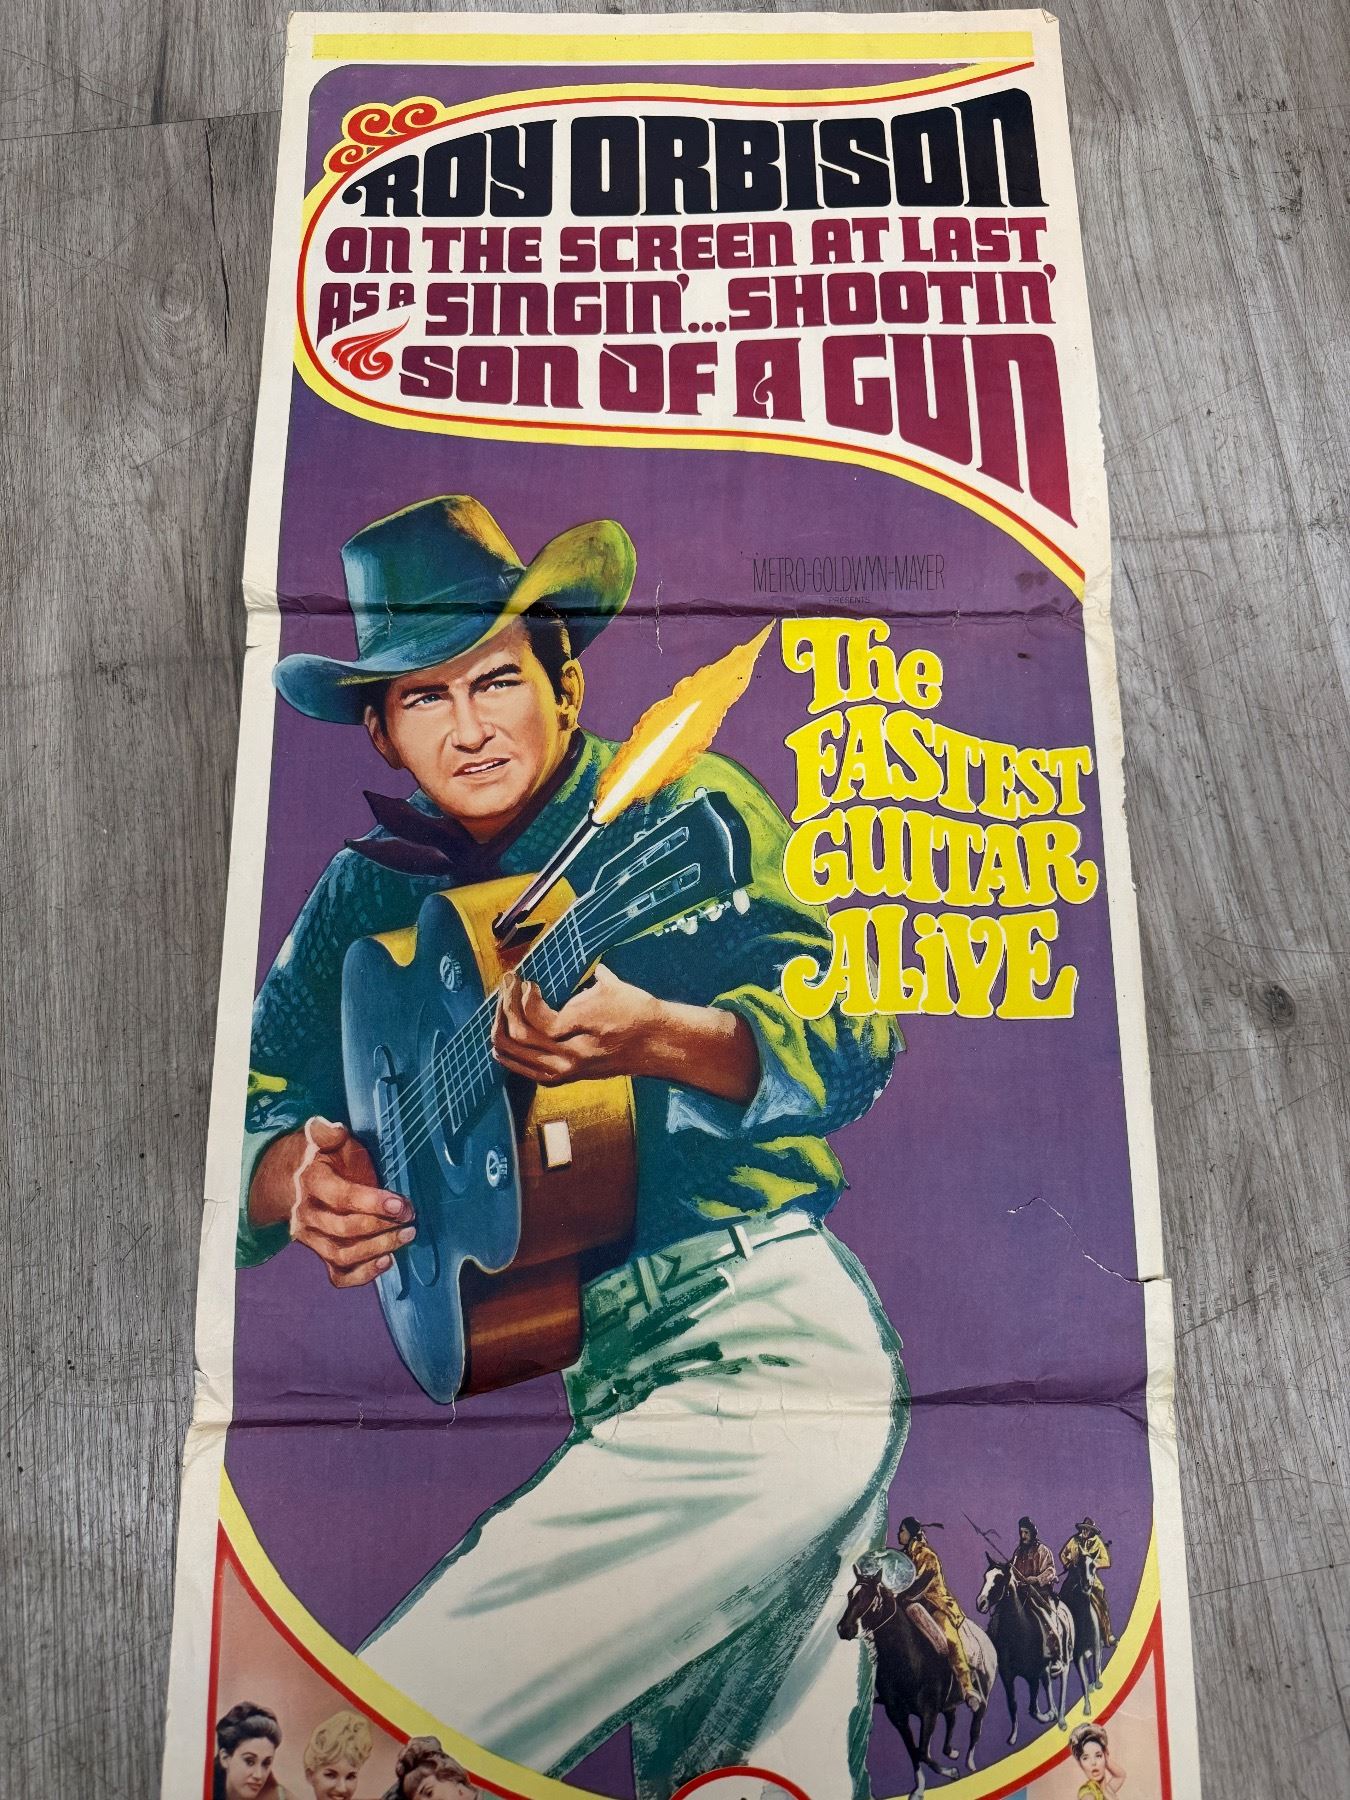 ROY ORBISON
ON THE SCREEN AT LAST,
AS A SINGIN'...SHOOTIN'
SON OF A GUN
METRO-GOLDWYN-MAYER
PRESENTS
The
FASTEST
GUITAR
ALiVE